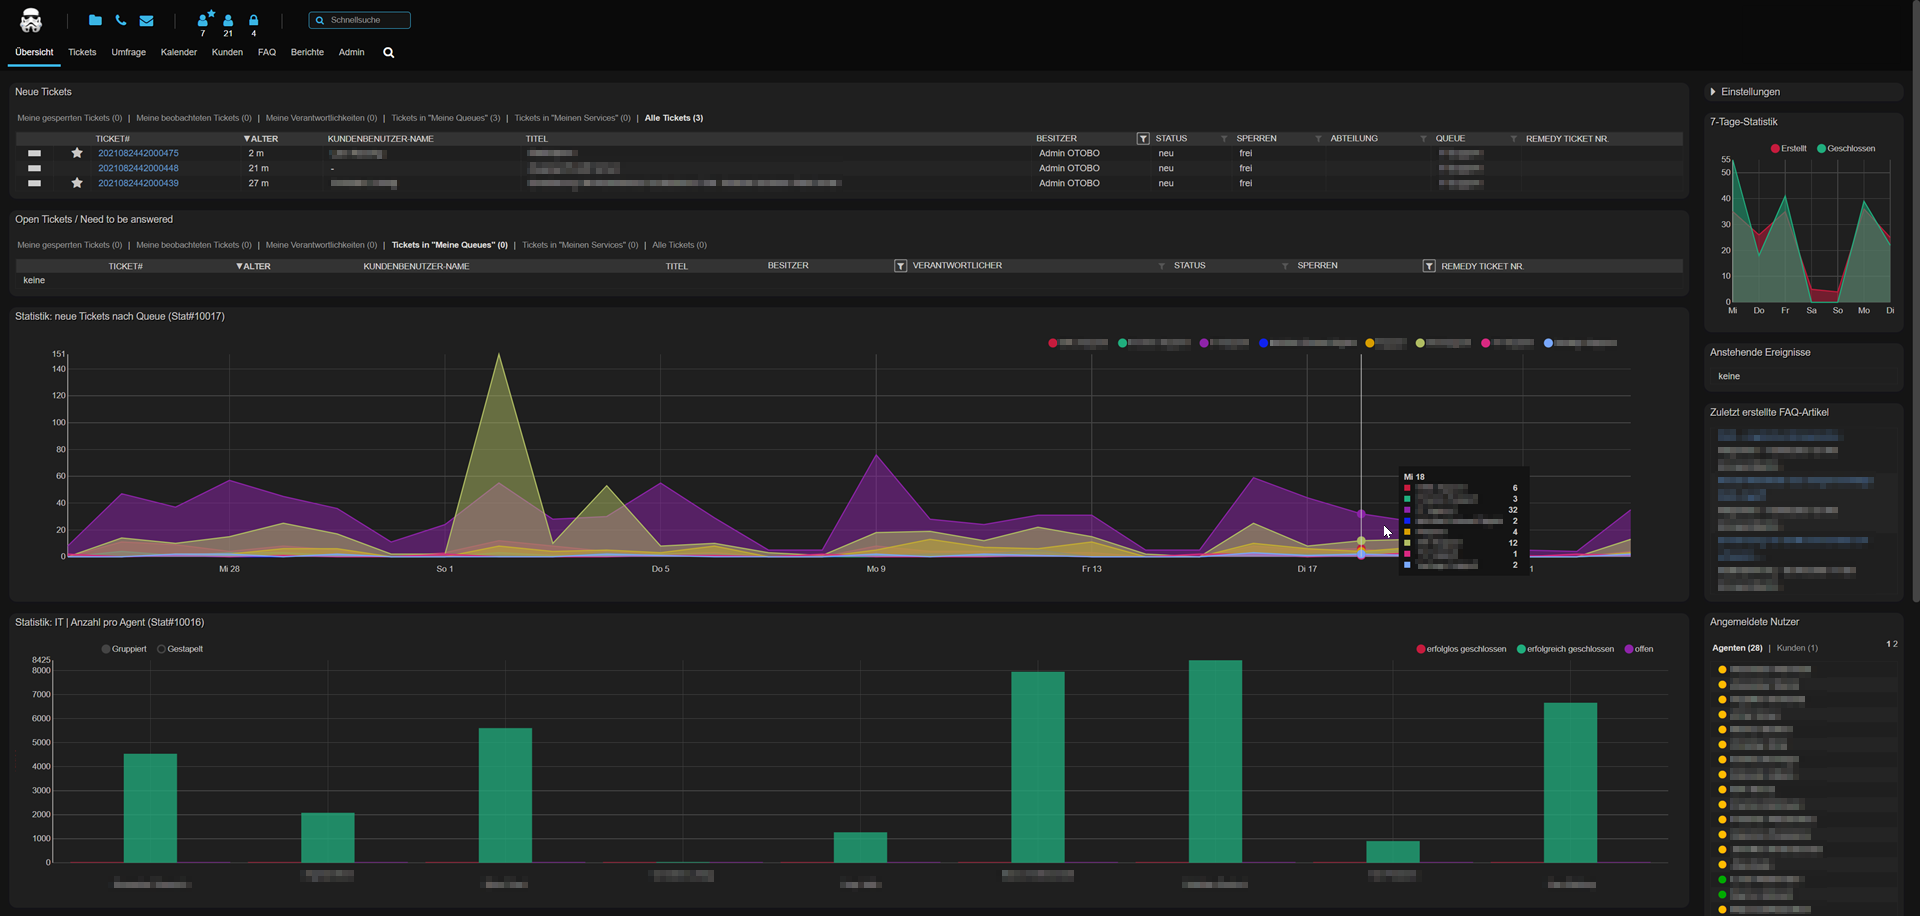 7 21 4
Schnellsuche
Übersicht Tickets Umfrage Kalender Kunden FAQ Berichte Admin
Neue Tickets
Meine gesperrten Tickets (0) | Meine beobachteten Tickets (0) | Meine Verantwortlichkeiten (0) | Tickets in "Meine Queues" (3) | Tickets in "Meinen Services" (0) | Alle Tickets (3)
TICKET# ▼ALTER KUNDENBENUTZER-NAME TITEL BESITZER STATUS SPERREN ABTEILUNG QUEUE REMEDY TICKET NR.
2021082442000475 2 m Admin OTOBO neu frei
2021082442000448 21 m - Admin OTOBO neu frei
2021082442000439 27 m Admin OTOBO neu frei
Open Tickets / Need to be answered
Meine gesperrten Tickets (0) | Meine beobachteten Tickets (0) | Meine Verantwortlichkeiten (0) | Tickets in "Meine Queues" (0) | Tickets in "Meinen Services" (0) | Alle Tickets (0)
TICKET# ▼ALTER KUNDENBENUTZER-NAME TITEL BESITZER VERANTWORTLICHER STATUS SPERREN REMEDY TICKET NR.
keine
Statistik: neue Tickets nach Queue (Stat#10017)
151
140
120
100
80
60
40
20
0
Mi 28 So 1 Do 5 Mo 9 Fr 13 Di 17 1
Mi 18
6
3
32
2
4
12
1
2
Statistik: IT | Anzahl pro Agent (Stat#10016)
Gruppiert Gestapelt
erfolglos geschlossen erfolgreich geschlossen offen
8425
8000
7000
6000
5000
4000
3000
2000
1000
0
Einstellungen
7-Tage-Statistik
Erstellt Geschlossen
55
50
40
30
20
10
0
Mi Do Fr Sa So Mo Di
Anstehende Ereignisse
keine
Zuletzt erstellte FAQ-Artikel
Angemeldete Nutzer
Agenten (28) | Kunden (1) 1 2